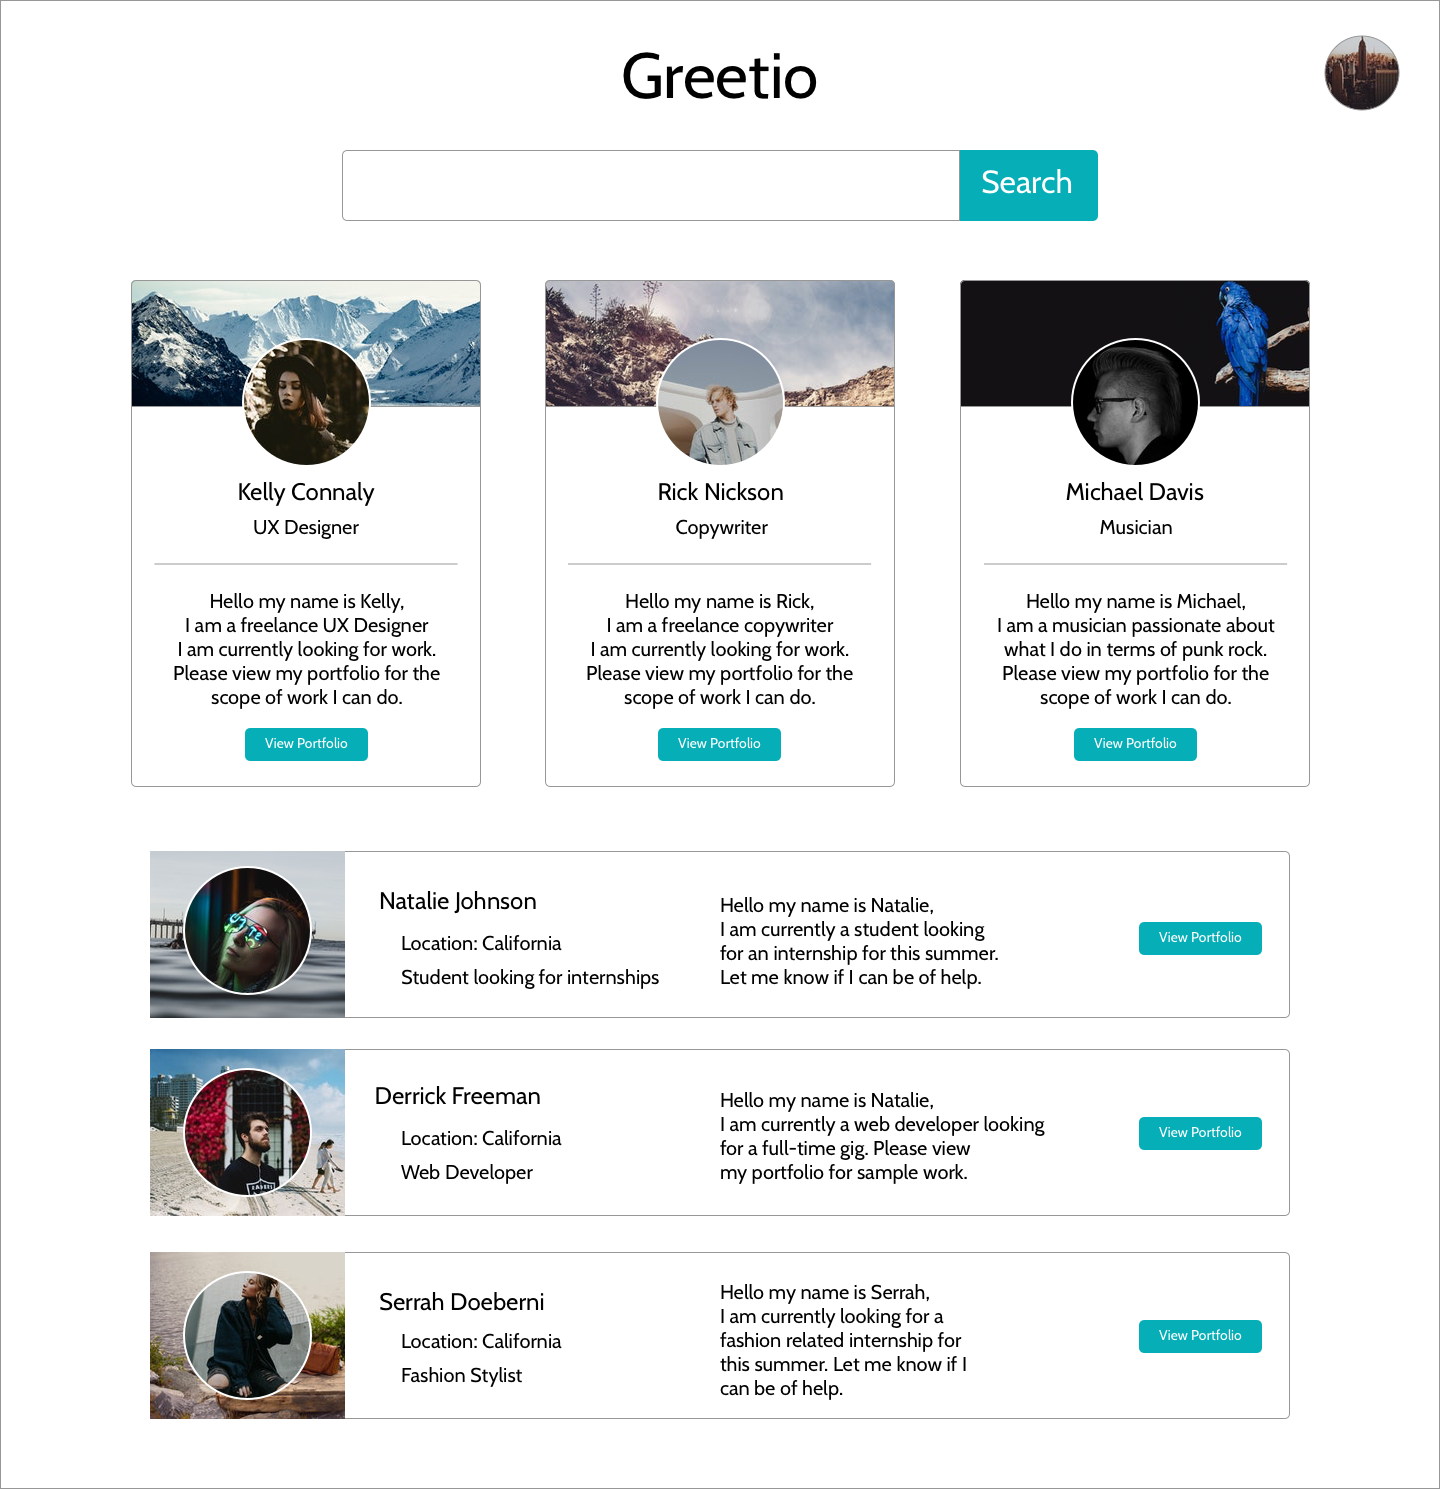 Greetio
Search
Kelly Connaly
UX Designer
Hello my name is Kelly,
I am a freelance UX Designer
I am currently looking for work.
Please view my portfolio for the
scope of work I can do.
View Portfolio
Rick Nickson
Copywriter
Hello my name is Rick,
I am a freelance copywriter
I am currently looking for work.
Please view my portfolio for the
scope of work I can do.
View Portfolio
Michael Davis
Musician
Hello my name is Michael,
I am a musician passionate about
what I do in terms of punk rock.
Please view my portfolio for the
scope of work I can do.
View Portfolio
Natalie Johnson
Location: California
Student looking for internships
Hello my name is Natalie,
I am currently a student looking
for an internship for this summer.
Let me know if I can be of help.
View Portfolio
Derrick Freeman
Location: California
Web Developer
Hello my name is Natalie,
I am currently a web developer looking
for a full-time gig. Please view
my portfolio for sample work.
View Portfolio
Serrah Doeberni
Location: California
Fashion Stylist
Hello my name is Serrah,
I am currently looking for a
fashion related internship for
this summer. Let me know if I
can be of help.
View Portfolio